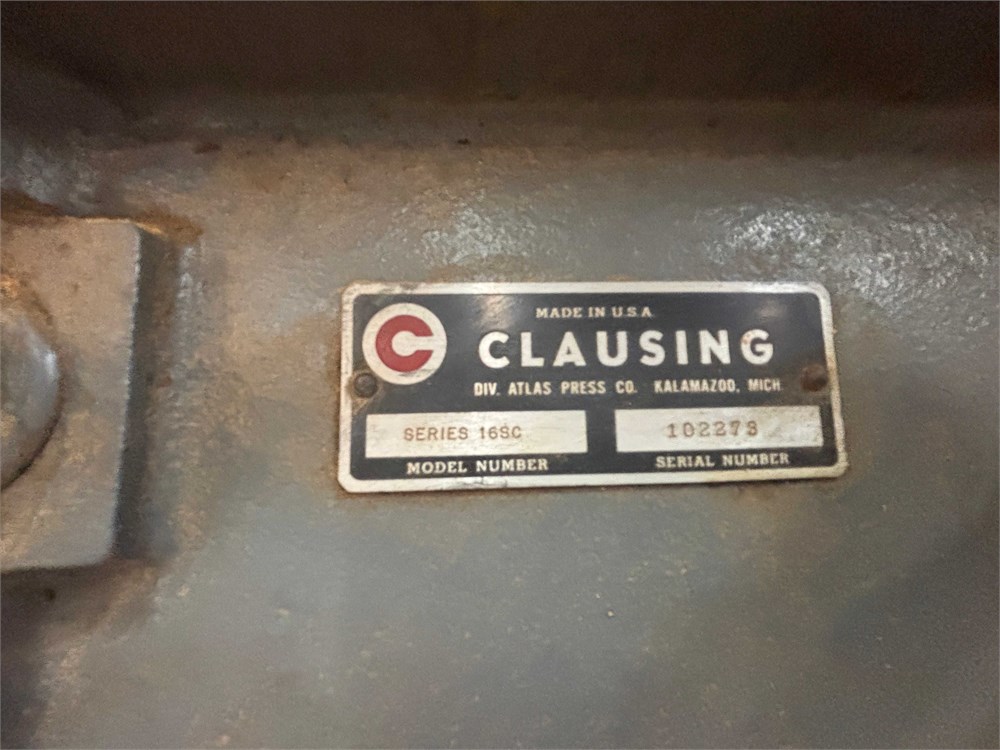 MADE IN U.S.A.
C CLAUSING
DIV. ATLAS PRESS CO. KALAMAZOO, MICH.
SERIES 16SC 102273
MODEL NUMBER SERIAL NUMBER